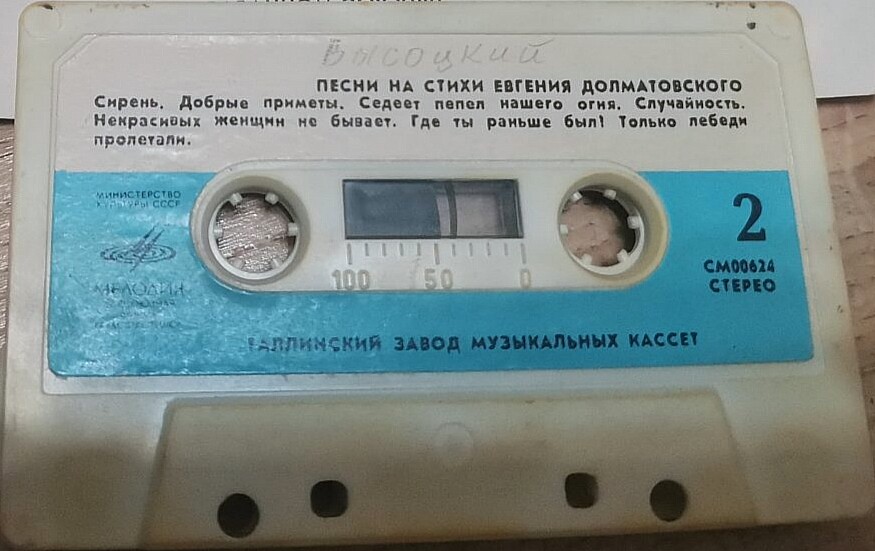 Высоцкий
ПЕСНИ НА СТИХИ ЕВГЕНИЯ ДОЛМАТОВСКОГО
Сирень. Добрые приметы. Седеет пепел нашего огня. Случайность.
Некрасивых женщин не бывает. Где ты раньше был! Только лебеди
пролетали.
МИНИСТЕРСТВО
КУЛЬТУРЫ СССР
2
100 50 0
СМ00624
СТЕРЕО
МЕЛОДИЯ
ТАЛЛИНСКИЙ ЗАВОД МУЗЫКАЛЬНЫХ КАССЕТ